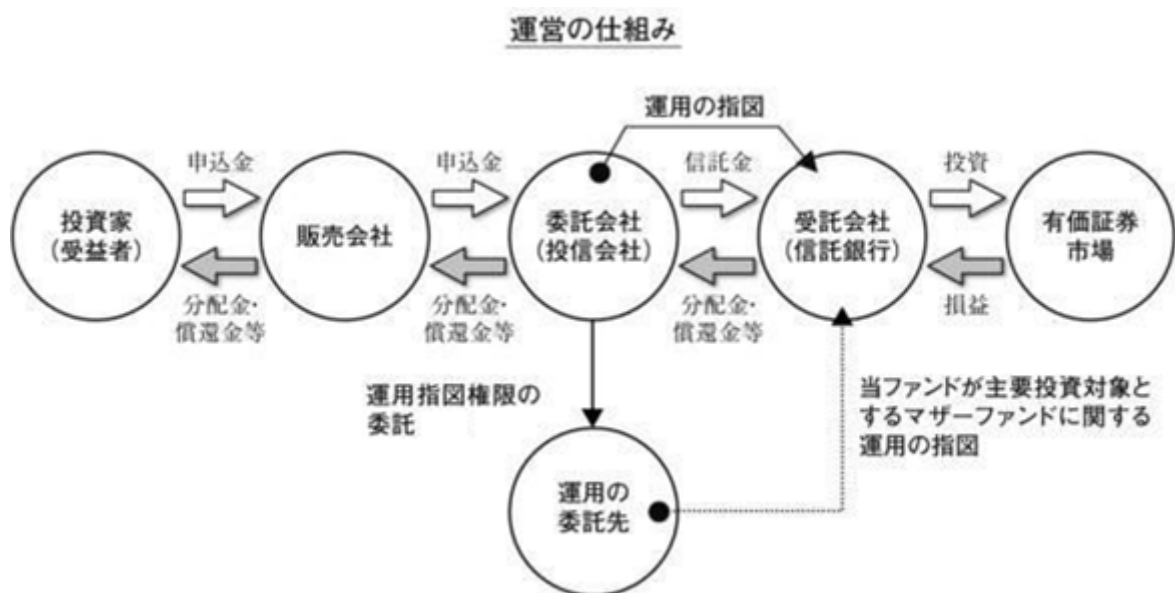 運営の仕組み
運用の指図
申込金
申込金
信託金
投資
投資家
(受益者)
販売会社
委託会社
(投信会社)
受託会社
(信託銀行)
有価証券
市場
分配金・
償還金等
分配金・
償還金等
分配金・
償還金等
損益
運用指図権限の
委託
当ファンドが主要投資対象と
するマザーファンドに関する
運用の指図
運用の
委託先